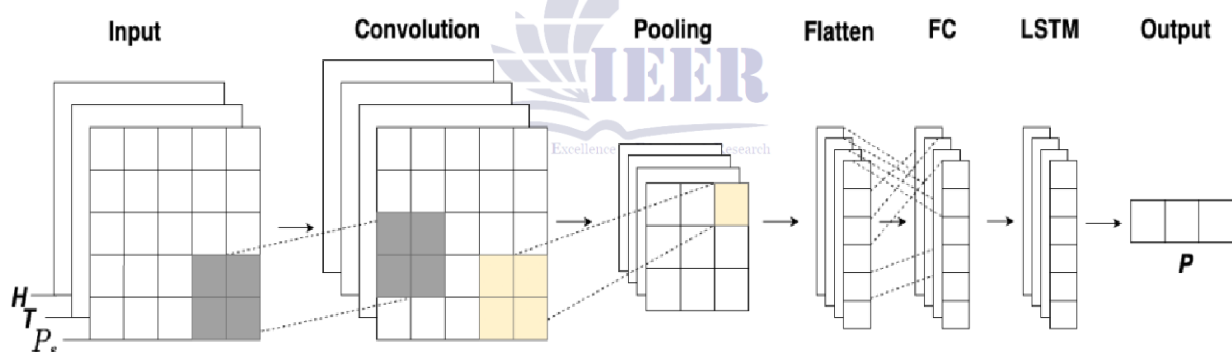 Input Convolution Pooling Flatten FC LSTM Output
IEER
Excellence Research
H
T
P
P